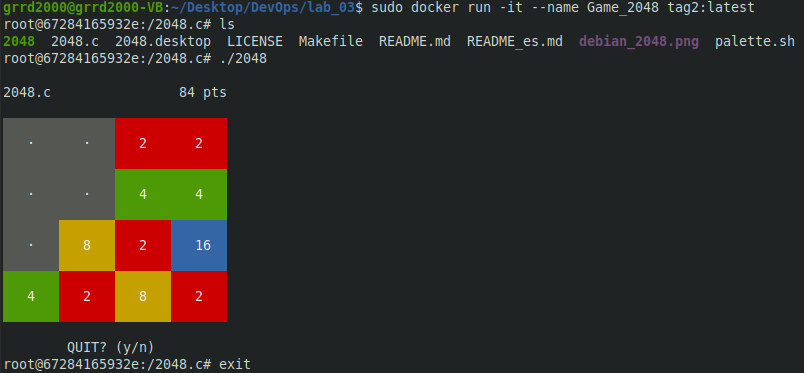 grrd2000@grrd2000-VB:~/Desktop/DevOps/lab_03$ sudo docker run -it --name Game_2048 tag2:latest
root@67284165932e:/2048.c# ls
2048  2048.c  2048.desktop  LICENSE  Makefile  README.md  README_es.md  debian_2048.png  palette.sh
root@67284165932e:/2048.c# ./2048
2048.c                84 pts
· · 2 2
· · 4 4
· 8 2 16
4 2 8 2
QUIT? (y/n)
root@67284165932e:/2048.c# exit